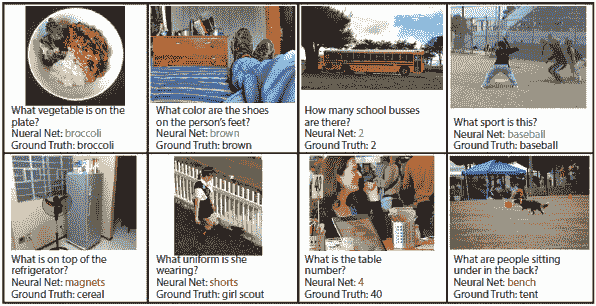 What vegetable is on the
plate?
Nueral Net: broccoli
Ground Truth: broccoli
What color are the shoes
on the person's feet?
Neural Net: brown
Ground Truth: brown
How many school busses
are there?
Neural Net: 2
Ground Truth: 2
What sport is this?
Neural Net: baseball
Ground Truth: baseball
What is on top of the
refrigerator?
Neural Net: magnets
Ground Truth: cereal
What uniform is she
wearing?
Neural Net: shorts
Ground Truth: girl scout
What is the table
number?
Neural Net: 4
Ground Truth: 40
What are people sitting
under in the back?
Neural Net: bench
Ground Truth: tent